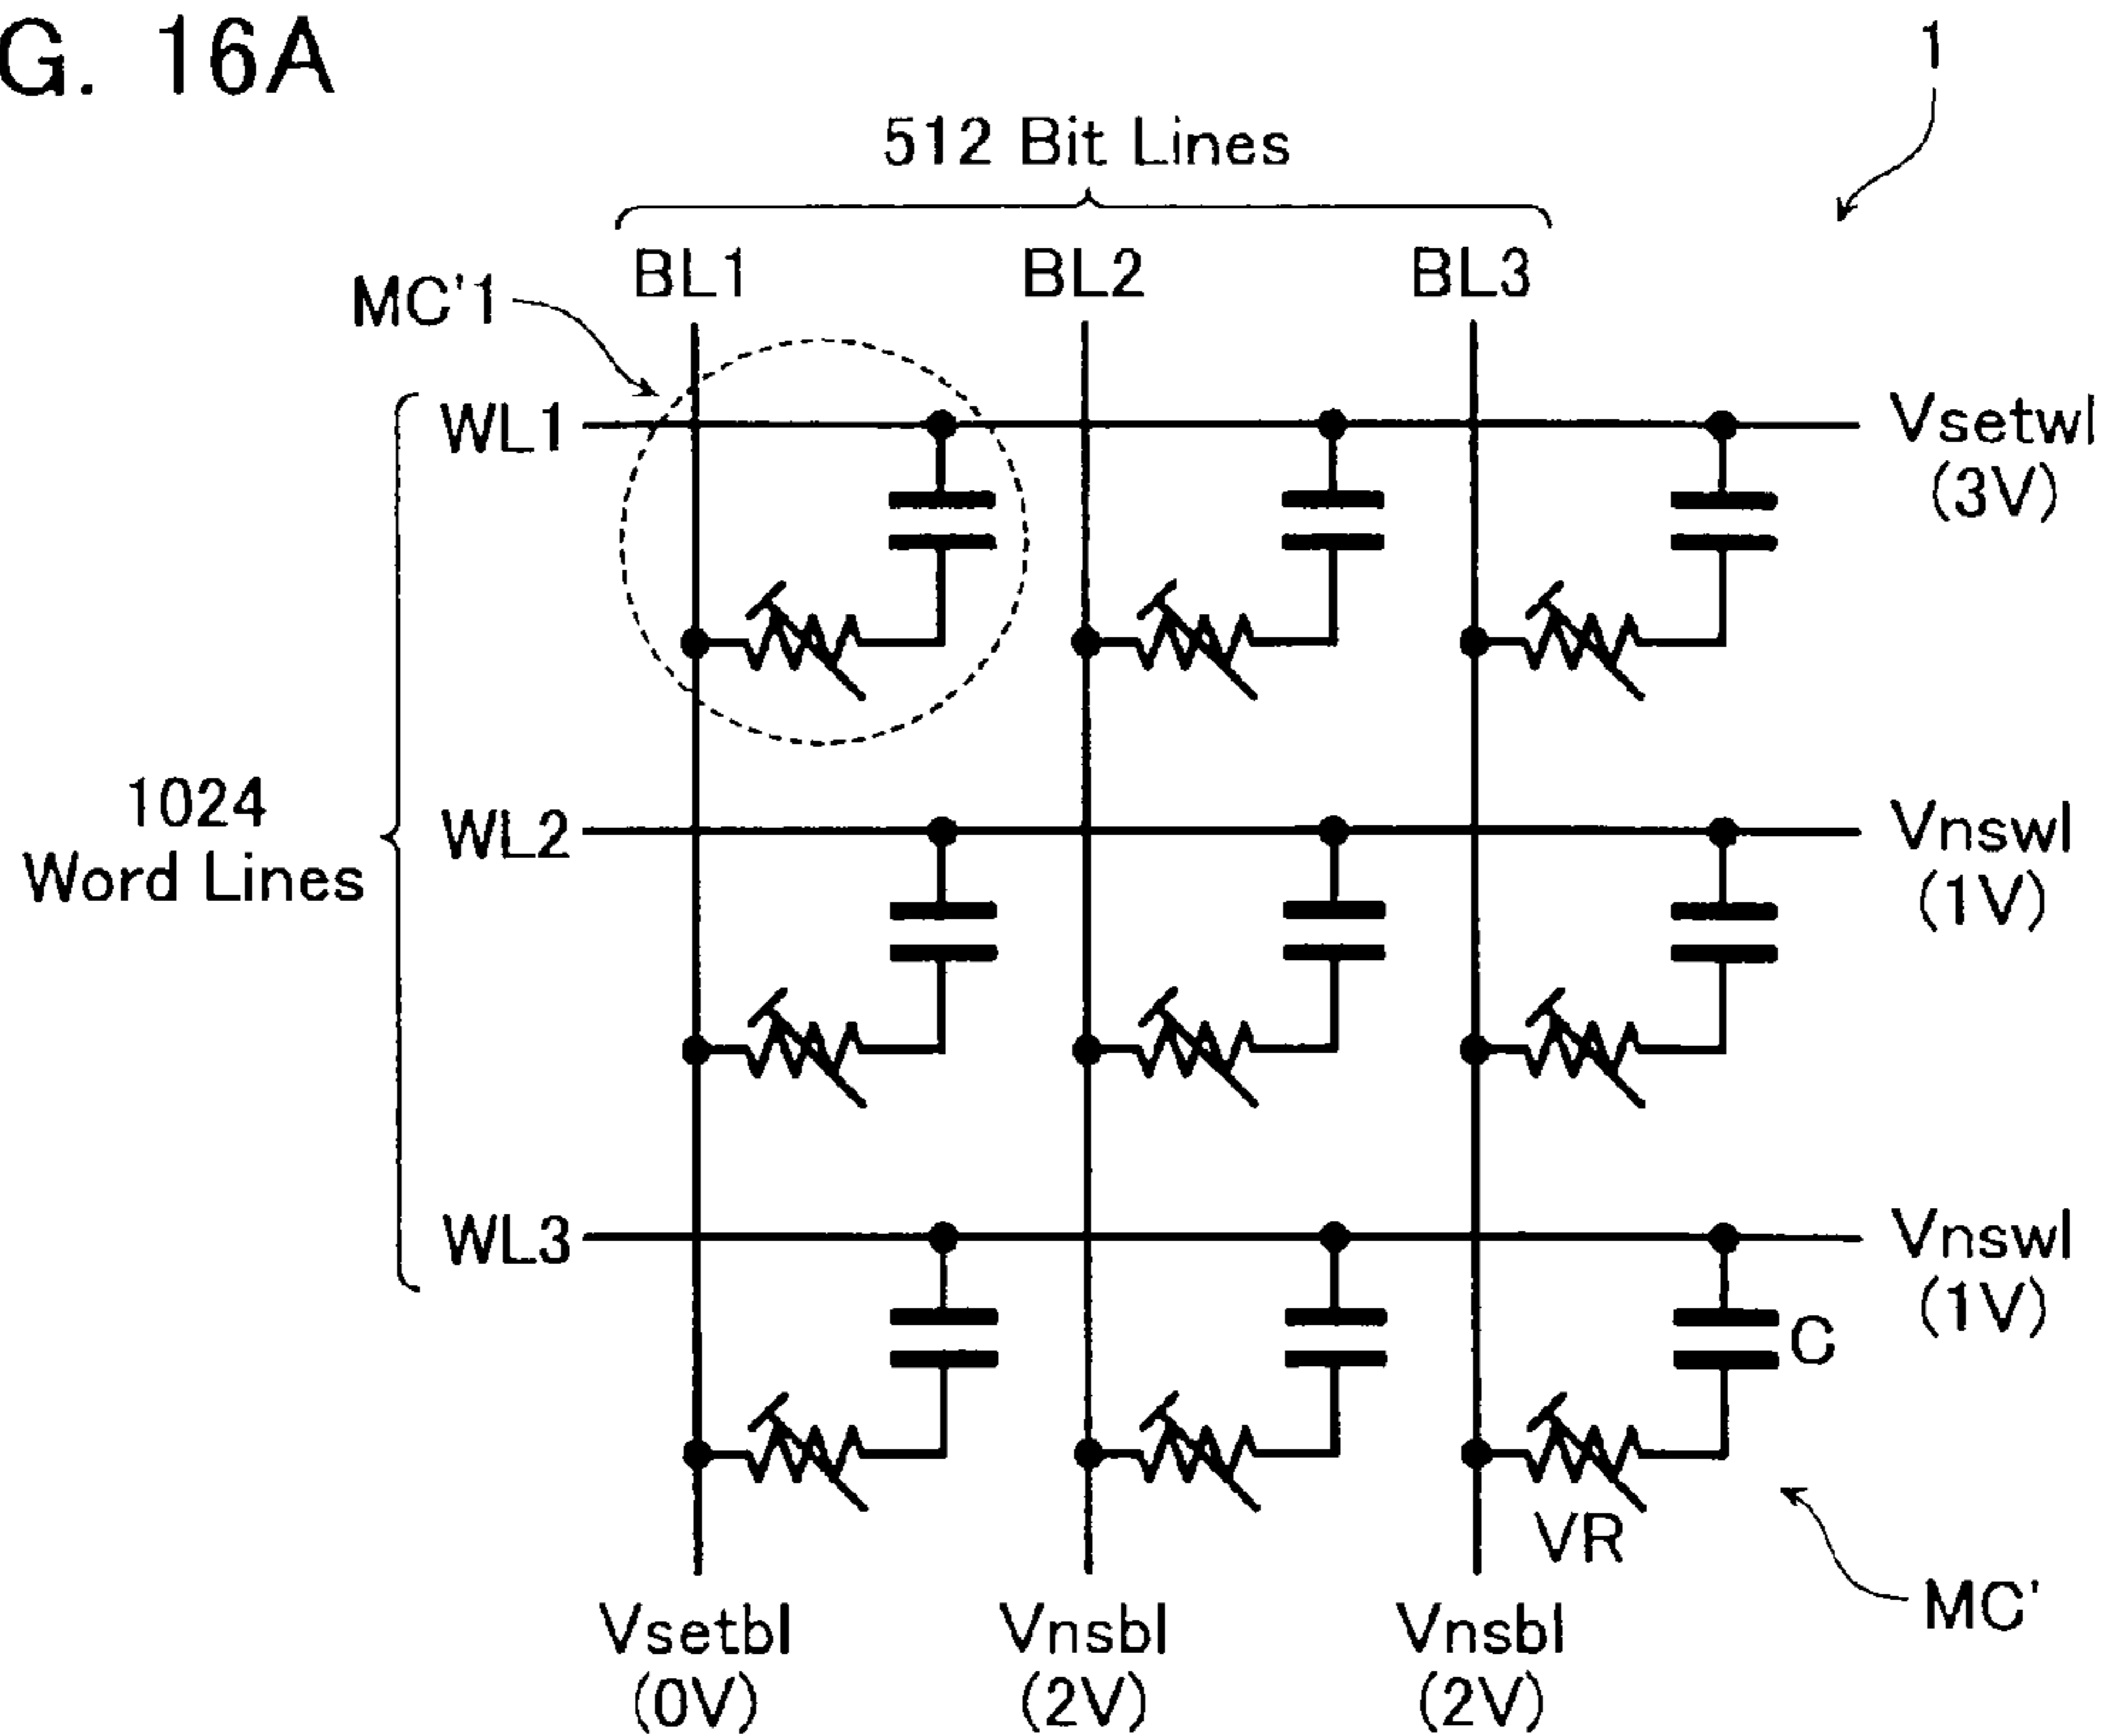 G. 16A
1
512 Bit Lines
BL1 BL2 BL3
MC'1
WL1
Vsetwl
(3V)
1024
Word Lines
WL2
Vnswl
(1V)
WL3
Vnswl
(1V)
C
VR
MC'
Vsetbl Vnsbl Vnsbl
(0V) (2V) (2V)